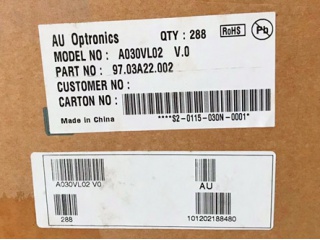 AU Optronics QTY : 288 RoHS Pb
MODEL NO : A030VL02 V.0
PART NO : 97.03A22.002
CUSTOMER NO :
CARTON NO :
****S2-0115-030N-0001*
Made in China
A030VL02 V0 AU
288 101202188480